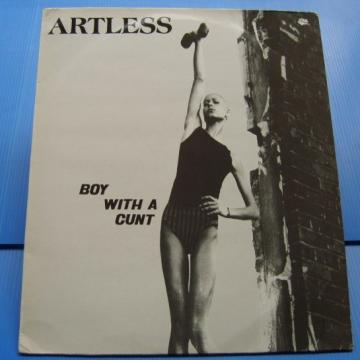 ARTLESS
BOY
WITH A
CUNT